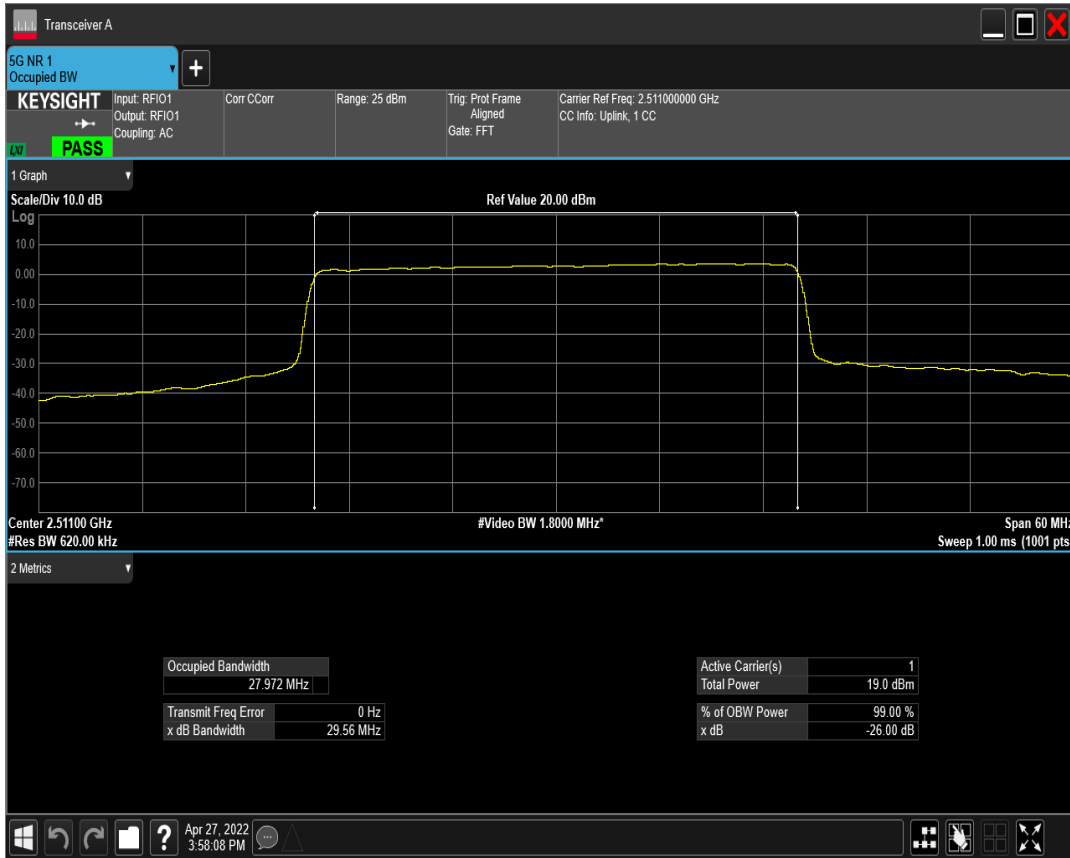 Transceiver A
5G NR 1
Occupied BW
KEYSIGHT
LXI
PASS
Input: RFIO1
Output: RFIO1
Coupling: AC
Corr CCorr
Range: 25 dBm
Trig: Prot Frame
Aligned
Gate: FFT
Carrier Ref Freq: 2.511000000 GHz
CC Info: Uplink, 1 CC
1 Graph
Scale/Div 10.0 dB
Ref Value 20.00 dBm
Log
10.0
0.00
-10.0
-20.0
-30.0
-40.0
-50.0
-60.0
-70.0
Center 2.51100 GHz
#Video BW 1.8000 MHz*
Span 60 MHz
#Res BW 620.00 kHz
Sweep 1.00 ms (1001 pts
2 Metrics
Occupied Bandwidth
27.972 MHz
Transmit Freq Error 0 Hz
x dB Bandwidth 29.56 MHz
Active Carrier(s) 1
Total Power 19.0 dBm
% of OBW Power 99.00 %
x dB -26.00 dB
Apr 27, 2022
3:58:08 PM